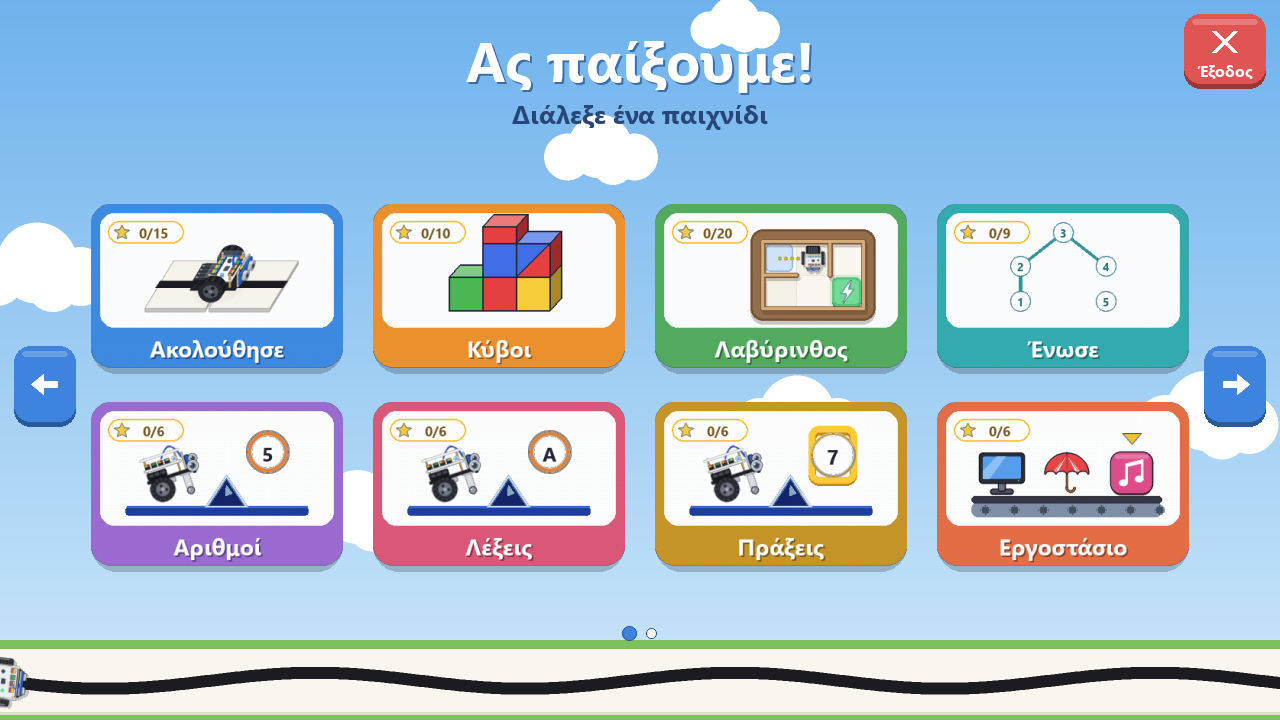 Ας παίξουμε!
Διάλεξε ένα παιχνίδι
Έξοδος
0/15
Ακολούθησε
0/10
Κύβοι
0/20
Λαβύρινθος
0/9
1
2
3
4
5
Ένωσε
0/6
5
Αριθμοί
0/6
A
Λέξεις
0/6
7
Πράξεις
0/6
Εργοστάσιο